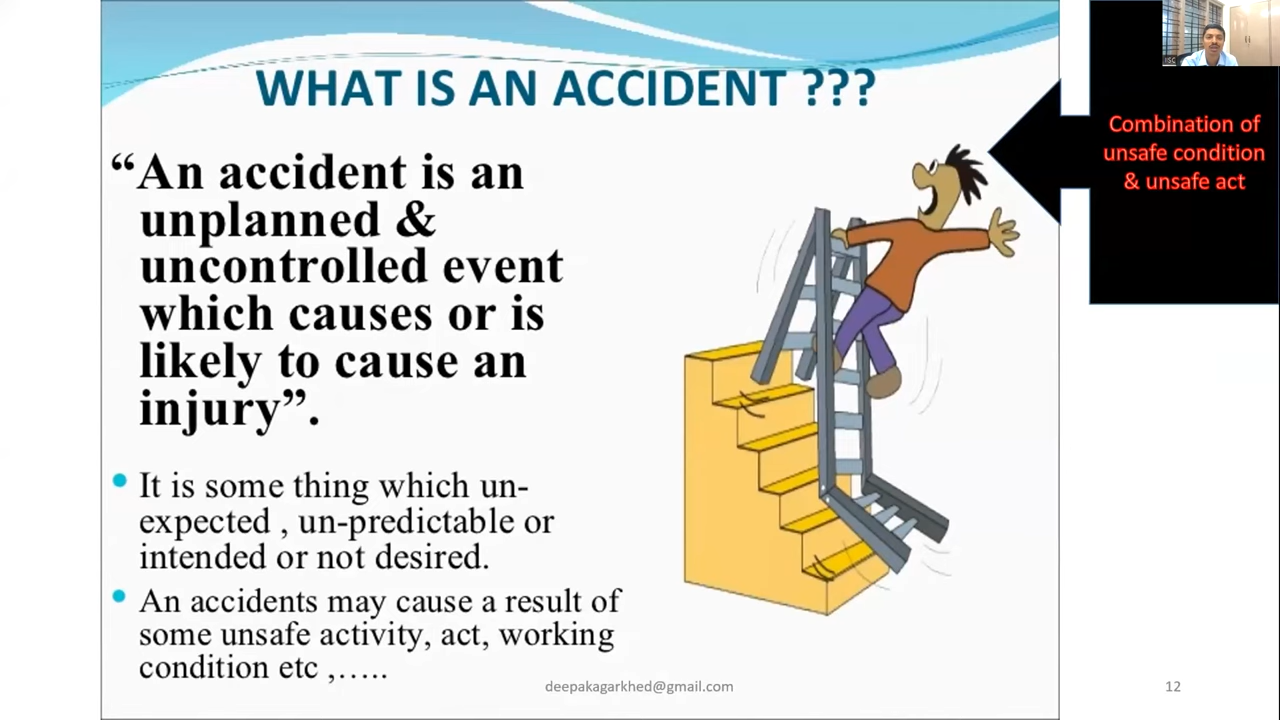 WHAT IS AN ACCIDENT ???
“An accident is an
unplanned &
uncontrolled event
which causes or is
likely to cause an
injury”.
It is some thing which un-
expected , un-predictable or
intended or not desired.
An accidents may cause a result of
some unsafe activity, act, working
condition etc ,…..
Combination of
unsafe condition
& unsafe act
deepakagarkhed@gmail.com
12